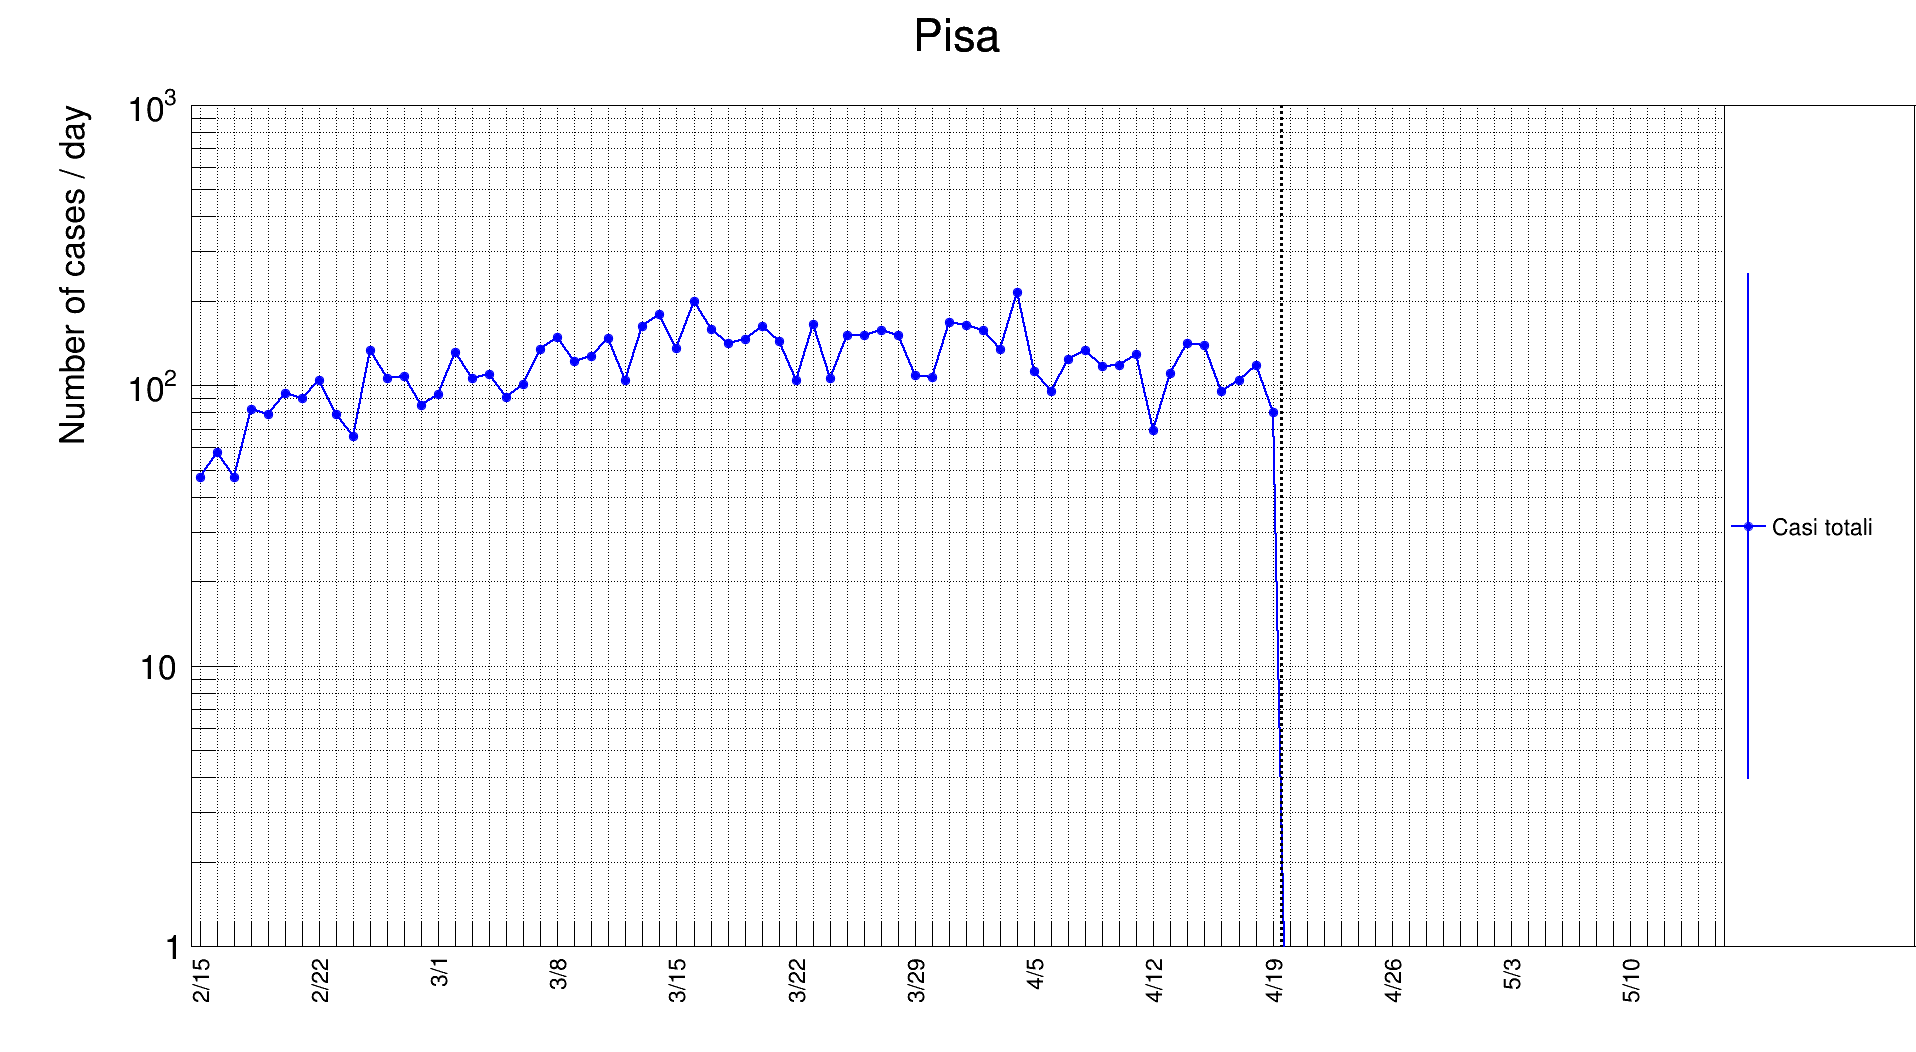 Pisa
Number of cases / day
10³
10²
10
1
2/15 2/22 3/1 3/8 3/15 3/22 3/29 4/5 4/12 4/19 4/26 5/3 5/10
Casi totali